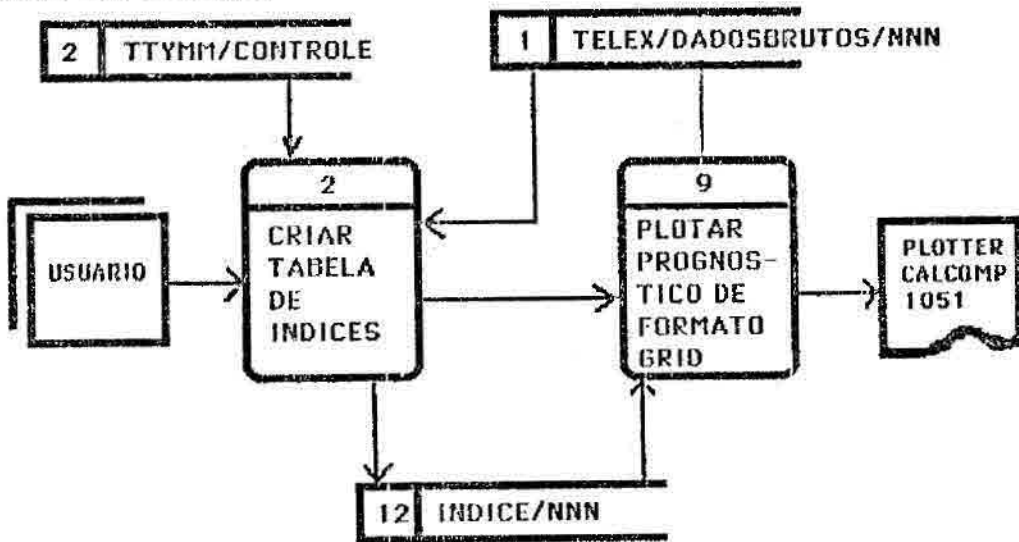 2 TTYMM/CONTROLE
1 TELEX/DADOSBRUTOS/NNN
2
CRIAR
TABELA
DE
INDICES
9
PLOTAR
PROGNOS-
TICO DE
FORMATO
GRID
USUARIO
PLOTTER
CALCOMP
1051
12 INDICE/NNN